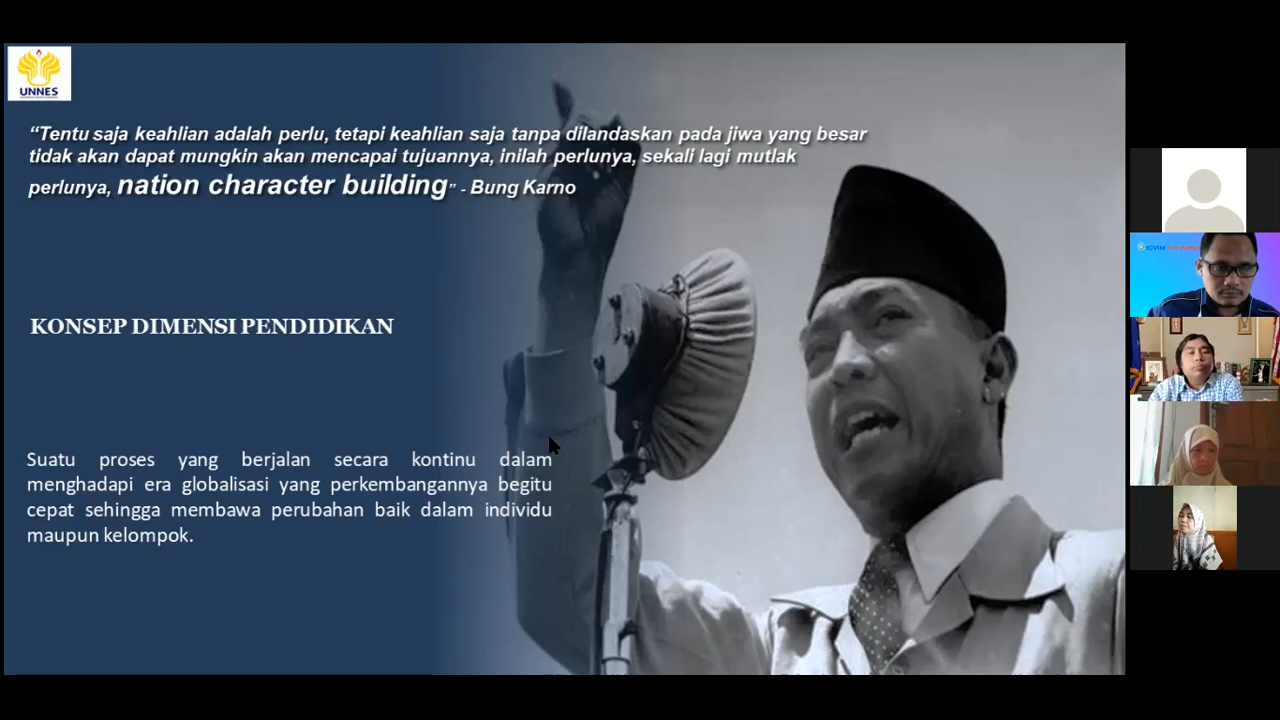 UNNES
“Tentu saja keahlian adalah perlu, tetapi keahlian saja tanpa dilandaskan pada jiwa yang besar
tidak akan dapat mungkin akan mencapai tujuannya, inilah perlunya, sekali lagi mutlak
perlunya, nation character building” - Bung Karno
KONSEP DIMENSI PENDIDIKAN
Suatu proses yang berjalan secara kontinu dalam
menghadapi era globalisasi yang perkembangannya begitu
cepat sehingga membawa perubahan baik dalam individu
maupun kelompok.